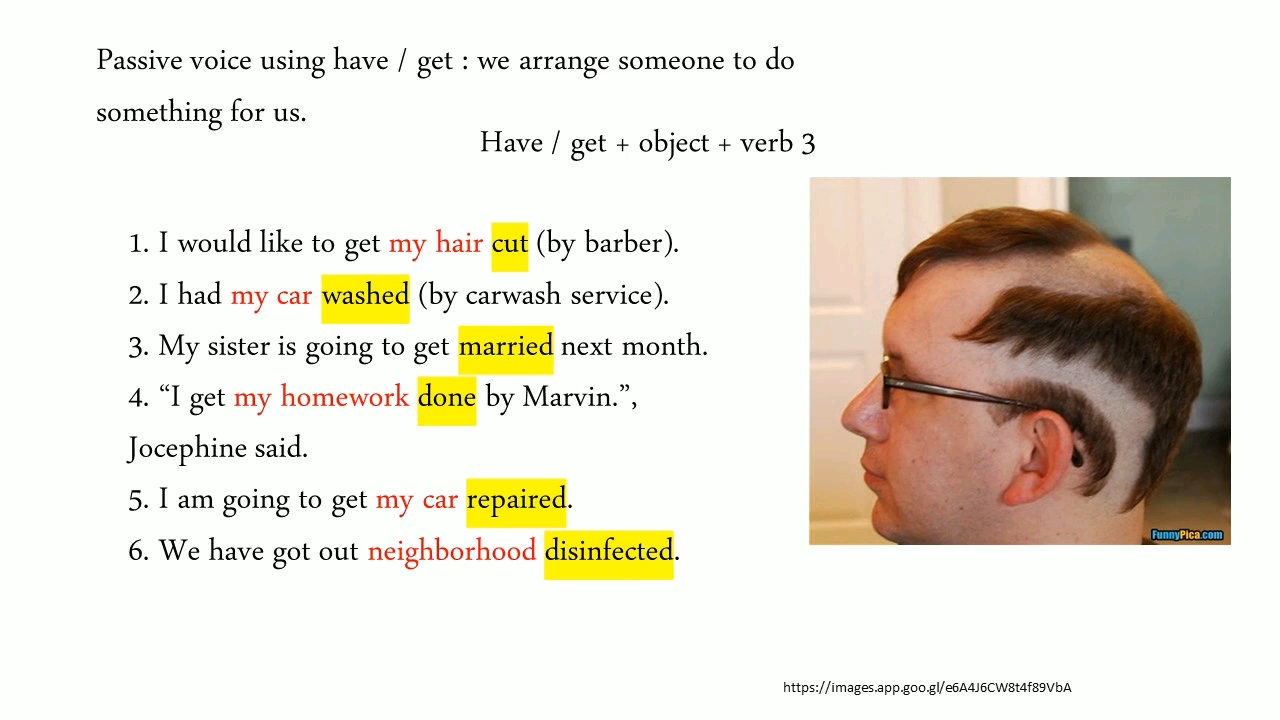 Passive voice using have / get : we arrange someone to do
something for us.
Have / get + object + verb 3
1. I would like to get my hair cut (by barber).
2. I had my car washed (by carwash service).
3. My sister is going to get married next month.
4. “I get my homework done by Marvin.”,
Jocephine said.
5. I am going to get my car repaired.
6. We have got out neighborhood disinfected.
FunnyPica.com
https://images.app.goo.gl/e6A4J6CW8t4f89VbA